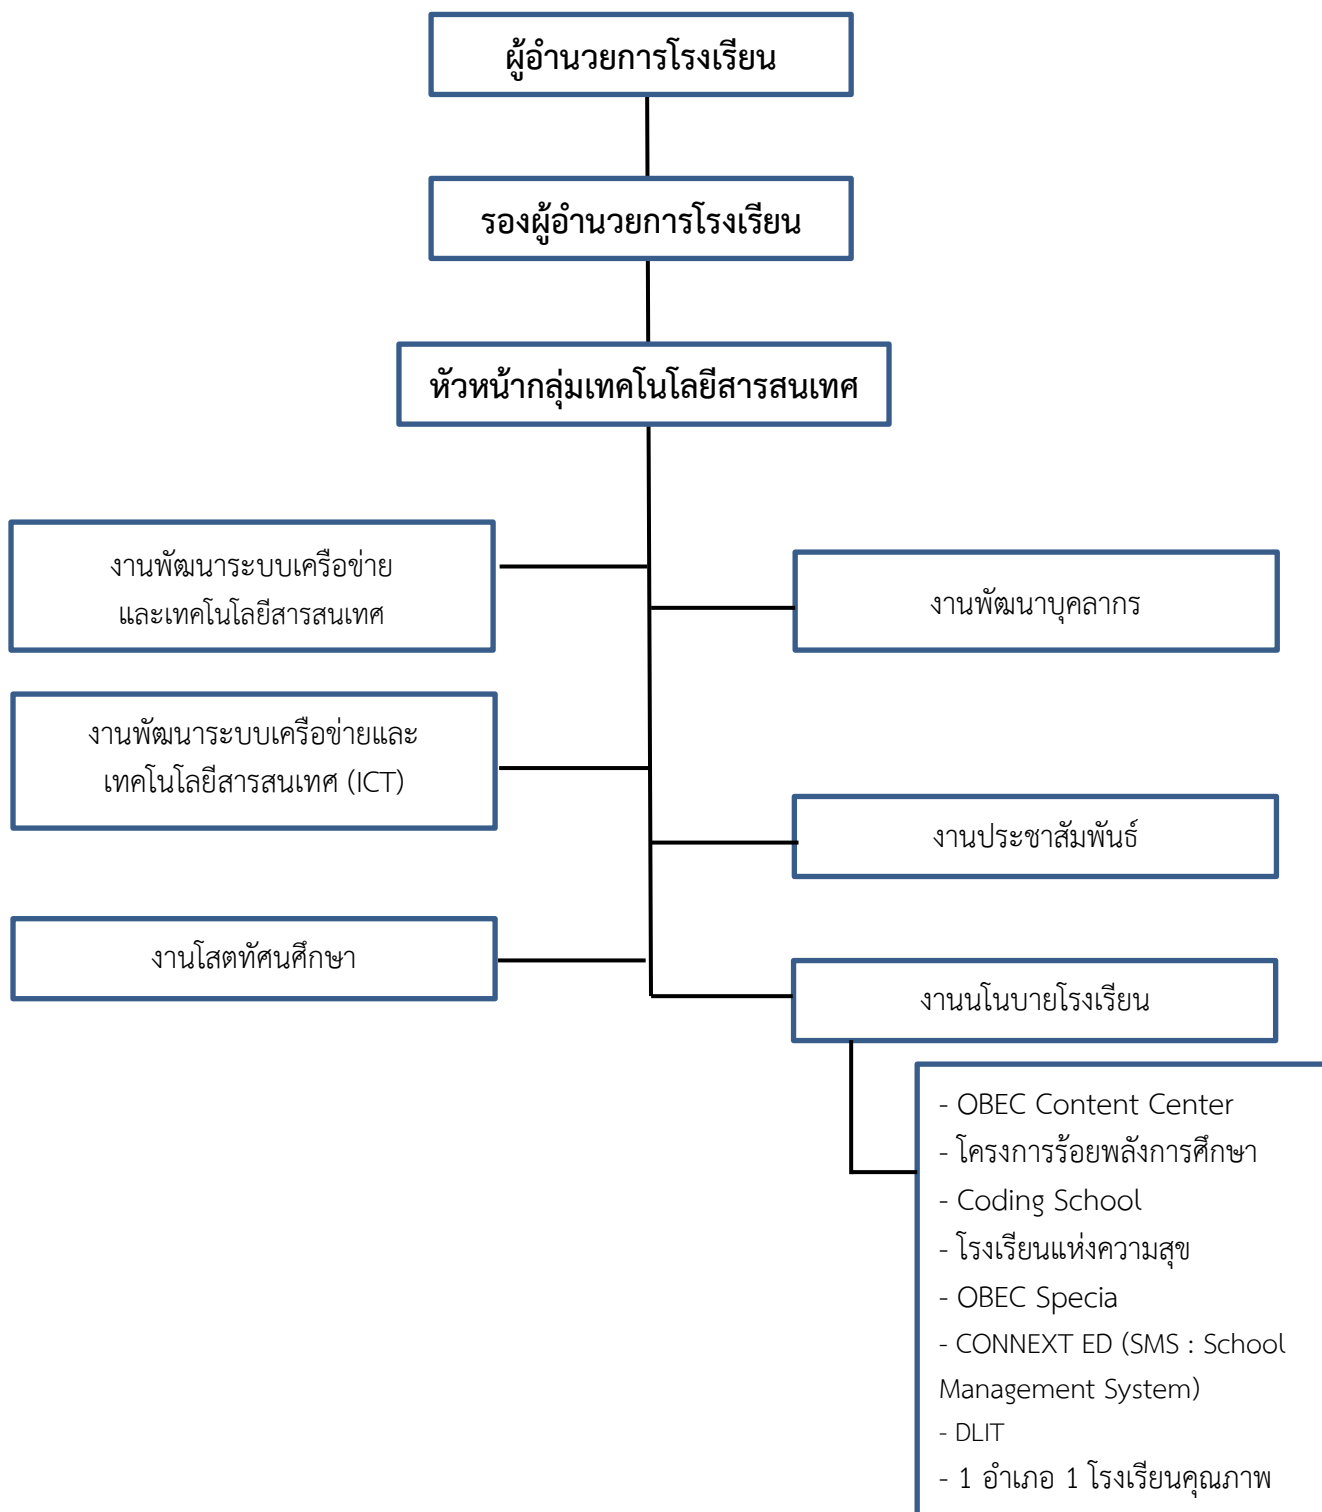 ผู้อำนวยการโรงเรียน
รองผู้อำนวยการโรงเรียน
หัวหน้ากลุ่มเทคโนโลยีสารสนเทศ
งานพัฒนาระบบเครือข่าย
และเทคโนโลยีสารสนเทศ
งานพัฒนาบุคลากร
งานพัฒนาระบบเครือข่ายและ
เทคโนโลยีสารสนเทศ (ICT)
งานประชาสัมพันธ์
งานโสตทัศนศึกษา
งานนโนบายโรงเรียน
- OBEC Content Center
- โครงการร้อยพลังการศึกษา
- Coding School
- โรงเรียนแห่งความสุข
- OBEC Specia
- CONNEXT ED (SMS : School
Management System)
- DLIT
- 1 อำเภอ 1 โรงเรียนคุณภาพ